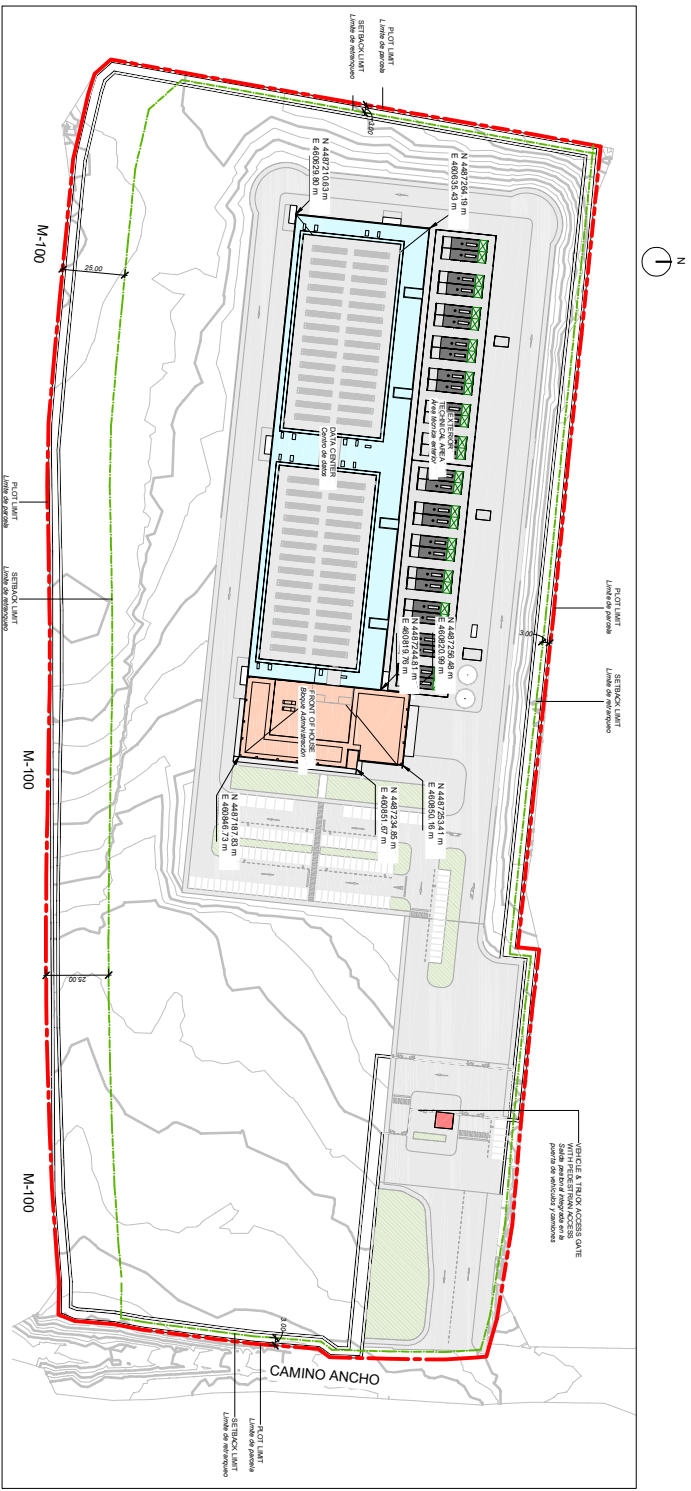 N
PLOT LIMIT
Límite de parcela
SETBACK LIMIT
Límite de retranqueo
3.00
N 4487264.19 m
E 460635.43 m
N 4487210.63 m
E 460629.80 m
M-100
25.00
EXTERIOR
TECHNICAL AREA
Área técnica exterior
DATA CENTER
Centro de datos
PLOT LIMIT
Límite de parcela
SETBACK LIMIT
Límite de retranqueo
3.00
PLOT LIMIT
Límite de parcela
SETBACK LIMIT
Límite de retranqueo
N 4487256.48 m
E 460820.99 m
N 4487244.81 m
E 460819.76 m
FRONT OF HOUSE
Bloque Administración
N 4487253.41 m
E 460850.16 m
N 4487234.85 m
E 460851.67 m
N 4487187.83 m
E 460846.73 m
M-100
25.00
VEHICLE & TRUCK ACCESS GATE
WITH PEDESTRIAN ACCESS
Salida peatonal integrada en la
puerta de vehículos y camiones
M-100
3.00
CAMINO ANCHO
PLOT LIMIT
Límite de parcela
SETBACK LIMIT
Límite de retranqueo